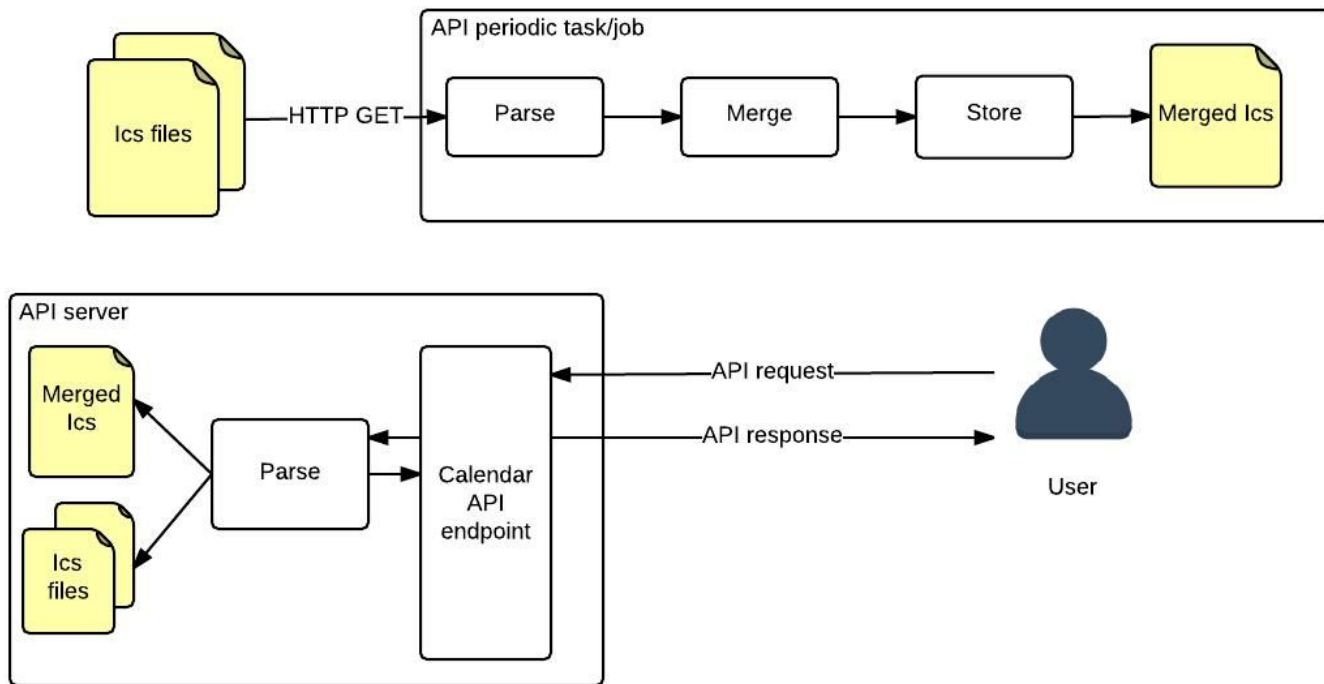 API periodic task/job
Ics files
HTTP GET
Parse
Merge
Store
Merged Ics
API server
Merged
Ics
Parse
Ics
files
Calendar
API
endpoint
API request
API response
User